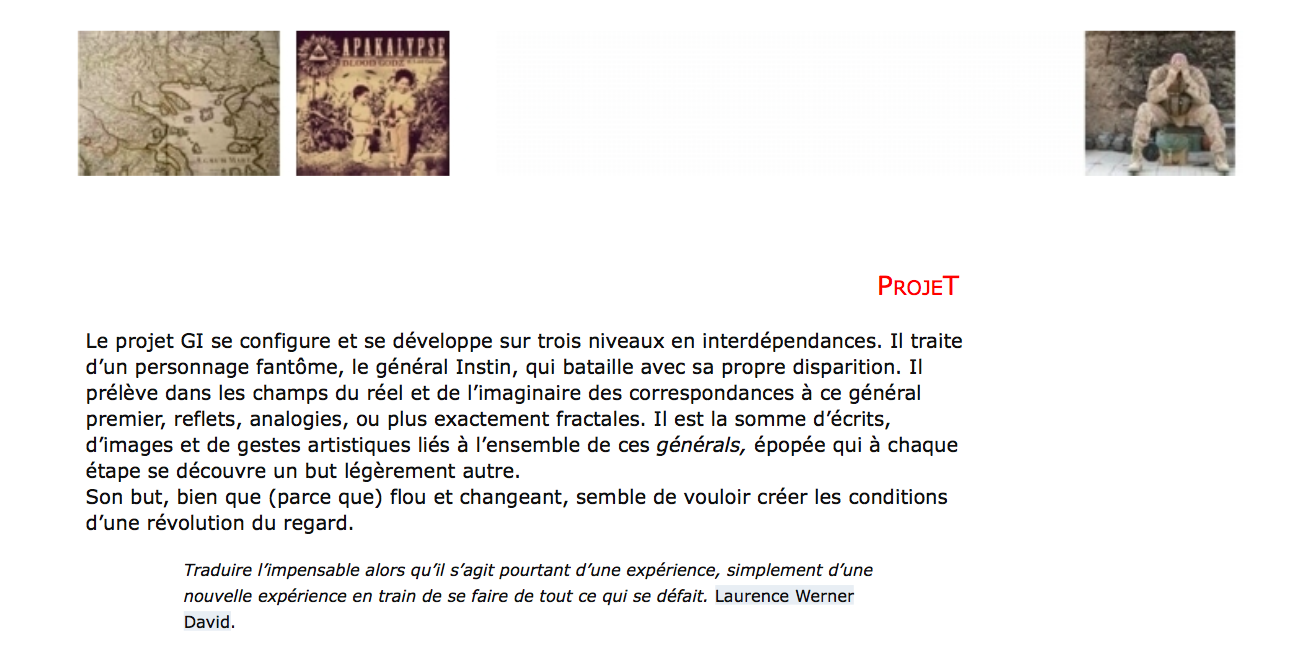 APAKALYPSE
BLOOD GODZ
ProjeT
Le projet GI se configure et se développe sur trois niveaux en interdépendances. Il traite
d’un personnage fantôme, le général Instin, qui bataille avec sa propre disparition. Il
prélève dans les champs du réel et de l’imaginaire des correspondances à ce général
premier, reflets, analogies, ou plus exactement fractales. Il est la somme d’écrits,
d’images et de gestes artistiques liés à l’ensemble de ces générals, épopée qui à chaque
étape se découvre un but légèrement autre.
Son but, bien que (parce que) flou et changeant, semble de vouloir créer les conditions
d’une révolution du regard.
Traduire l’impensable alors qu’il s’agit pourtant d’une expérience, simplement d’une
nouvelle expérience en train de se faire de tout ce qui se défait. Laurence Werner
David.